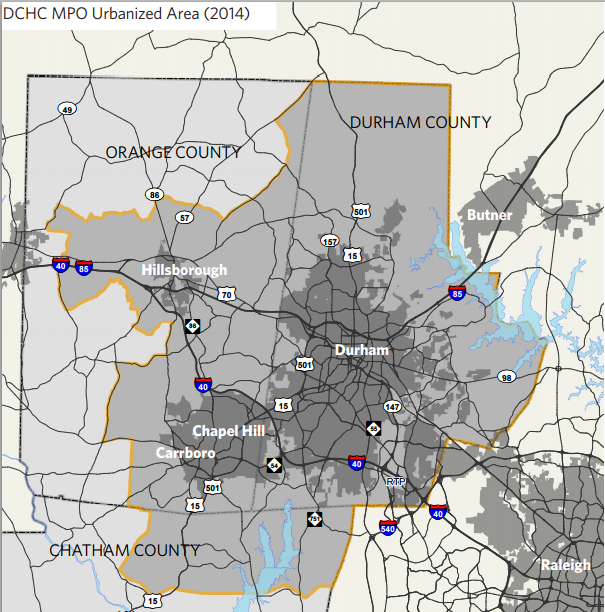 DCHC MPO Urbanized Area (2014)
49
DURHAM COUNTY
ORANGE COUNTY
86
57
501
Butner
157
15
40
85
Hillsborough
70
85
86
Durham
501
98
40
15
147
Chapel Hill
55
Carrboro
54
40
RTP
501
15
751
40
540
CHATHAM COUNTY
Raleigh
15